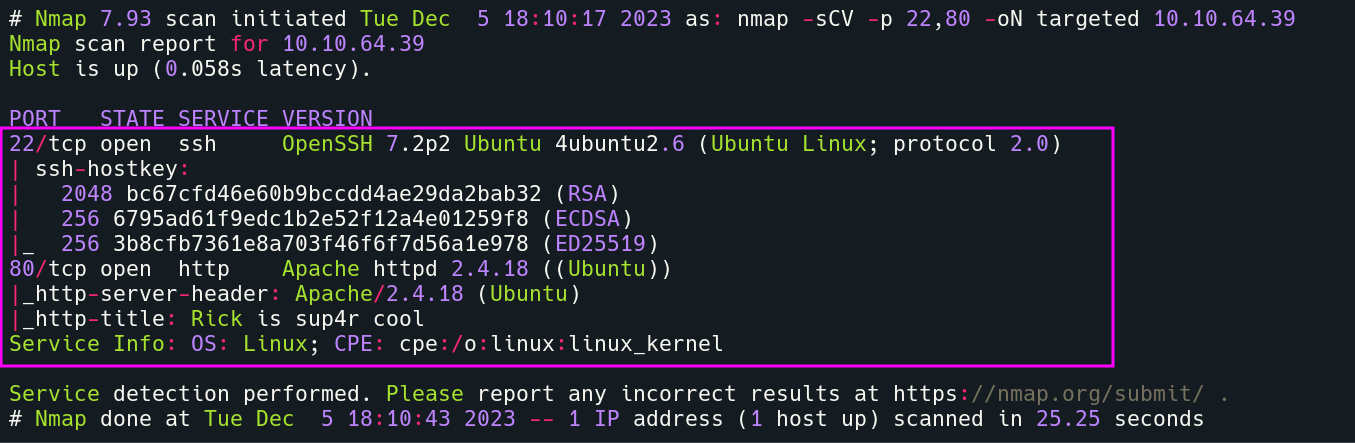 # Nmap 7.93 scan initiated Tue Dec  5 18:10:17 2023 as: nmap -sCV -p 22,80 -oN targeted 10.10.64.39
Nmap scan report for 10.10.64.39
Host is up (0.058s latency).

PORT   STATE SERVICE VERSION
22/tcp open  ssh     OpenSSH 7.2p2 Ubuntu 4ubuntu2.6 (Ubuntu Linux; protocol 2.0)
| ssh-hostkey:
|   2048 bc67cfd46e60b9bccdd4ae29da2bab32 (RSA)
|   256 6795ad61f9edc1b2e52f12a4e01259f8 (ECDSA)
|_  256 3b8cfb7361e8a703f46f6f7d56a1e978 (ED25519)
80/tcp open  http    Apache httpd 2.4.18 ((Ubuntu))
|_http-server-header: Apache/2.4.18 (Ubuntu)
|_http-title: Rick is sup4r cool
Service Info: OS: Linux; CPE: cpe:/o:linux:linux_kernel

Service detection performed. Please report any incorrect results at https://nmap.org/submit/ .
# Nmap done at Tue Dec  5 18:10:43 2023 -- 1 IP address (1 host up) scanned in 25.25 seconds